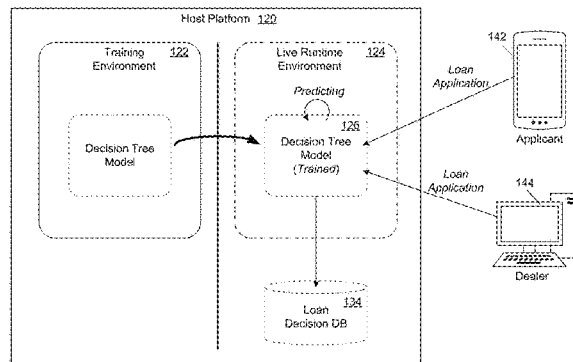 Host Platform 120
Training 122
Environment
Live Runtime 124
Environment
Predicting
126
Decision Tree
Model
(Trained)
Decision Tree
Model
Loan
Decision DB
134
142
Loan
Application
Applicant
Loan
Application
144
Dealer